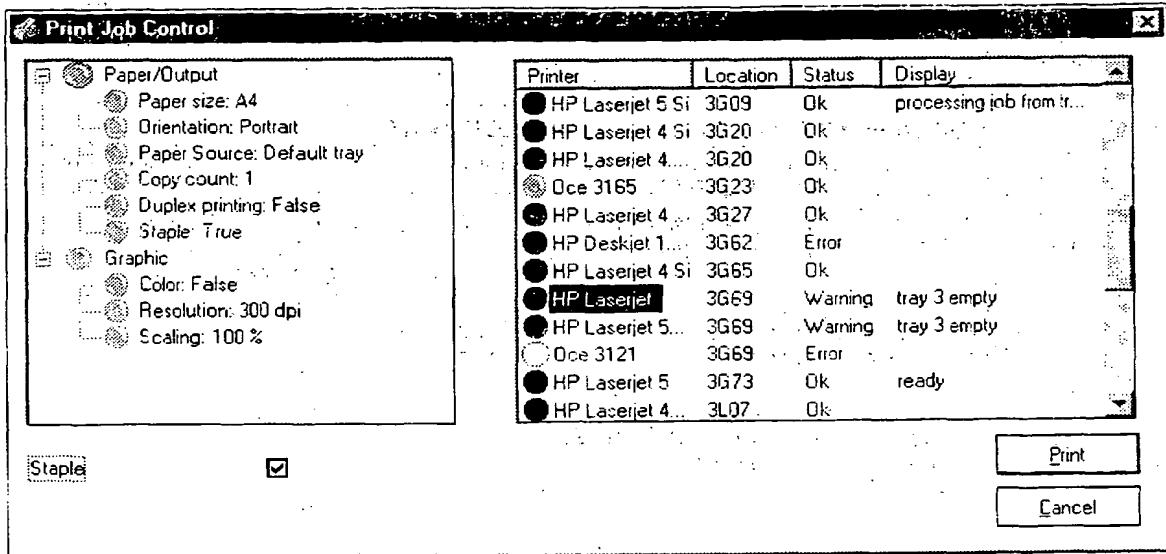 Print Job Control
Paper/Output
Paper size: A4
Orientation: Portrait
Paper Source: Default tray
Copy count: 1
Duplex printing: False
Staple: True
Graphic
Color: False
Resolution: 300 dpi
Scaling: 100 %
Printer Location Status Display
HP Laserjet 5 Si 3G09 Ok processing job from tr...
HP Laserjet 4 Si 3G20 Ok
HP Laserjet 4.... 3G20 Ok
Oce 3165 3G23 Ok
HP Laserjet 4 ... 3G27 Ok
HP Deskjet 1... 3G62 Error
HP Laserjet 4 Si 3G65 Ok
HP Laserjet 3G69 Warning tray 3 empty
HP Laserjet 5... 3G69 Warning tray 3 empty
Oce 3121 3G69 Error
HP Laserjet 5 3G73 Ok ready
HP Laserjet 4... 3L07 Ok
Staple
Print
Cancel